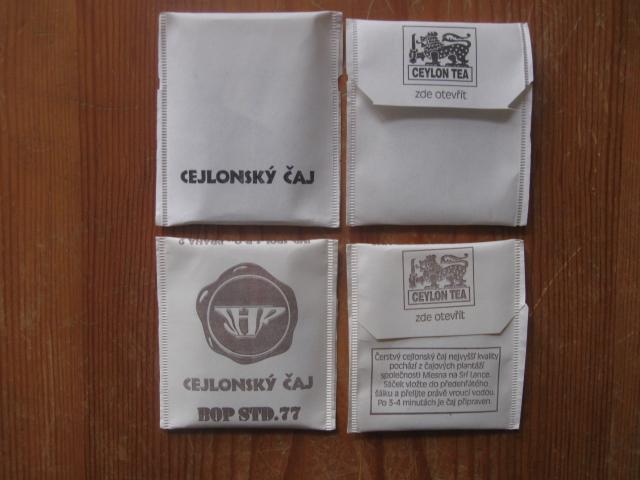 CEJLONSKÝ ČAJ
CEYLON TEA
zde otevřít
PRAHA 2
CEJLONSKÝ ČAJ
BOP STD.77
CEYLON TEA
zde otevřít
Čerstvý cejlonský čaj nejvyšší kvality
pochází z čajových plantáží
společnosti Mlesna na Srí Lance.
Sáček vložte do předehřátého
šálku a přelijte právě vroucí vodou.
Po 3-4 minutách je čaj připraven